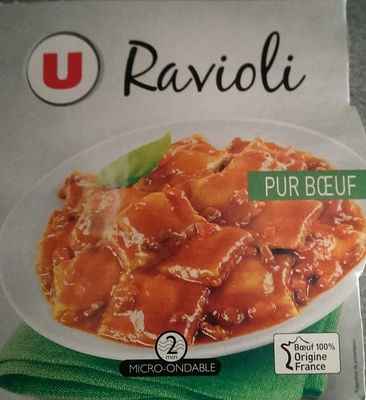 U
Ravioli
PUR BŒUF
2
min
MICRO-ONDABLE
Bœuf 100%
Origine
France